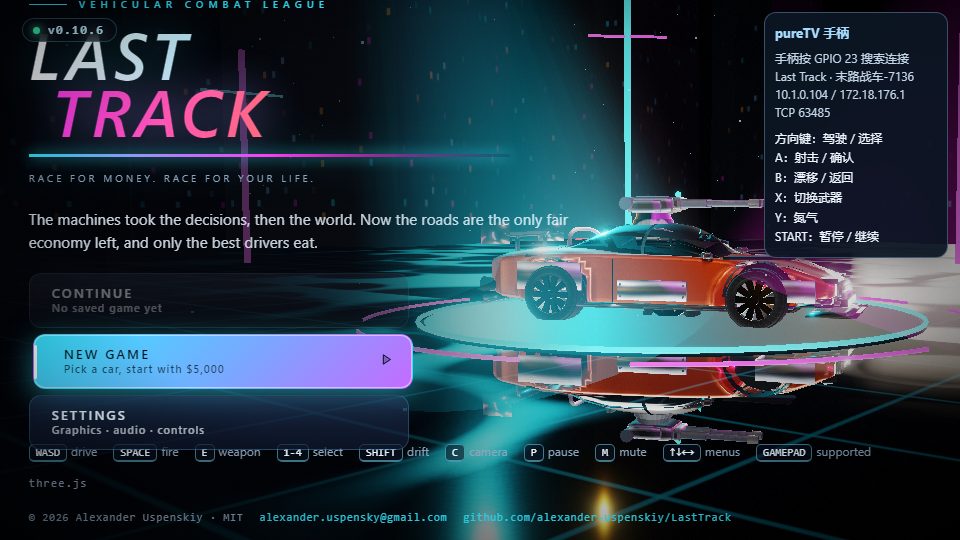 VEHICULAR COMBAT LEAGUE
v0.10.6
LAST
TRACK
RACE FOR MONEY. RACE FOR YOUR LIFE.
The machines took the decisions, then the world. Now the roads are the only fair
economy left, and only the best drivers eat.
CONTINUE
No saved game yet
NEW GAME
Pick a car, start with $5,000
SETTINGS
Graphics · audio · controls
WASD drive SPACE fire E weapon 1-4 select SHIFT drift C camera P pause M mute ↑↓←→ menus GAMEPAD supported
three.js
© 2026 Alexander Uspenskiy · MIT alexander.uspensky@gmail.com github.com/alexander-uspenskiy/LastTrack
pureTV 手柄
手柄按 GPIO 23 搜索连接
Last Track · 末路战车-7136
10.1.0.104 / 172.18.176.1
TCP 63485
方向键：驾驶 / 选择
A：射击 / 确认
B：漂移 / 返回
X：切换武器
Y：氮气
START：暂停 / 继续